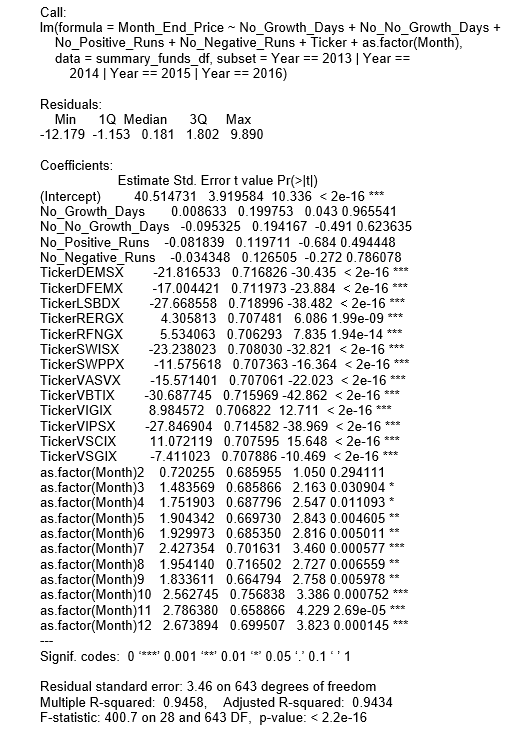 Call:
lm(formula = Month_End_Price ~ No_Growth_Days + No_No_Growth_Days +
No_Positive_Runs + No_Negative_Runs + Ticker + as.factor(Month),
data = summary_funds_df, subset = Year == 2013 | Year ==
2014 | Year == 2015 | Year == 2016)
Residuals:
Min 1Q Median 3Q Max
-12.179 -1.153 0.181 1.802 9.890
Coefficients:
Estimate Std. Error t value Pr(>|t|)
(Intercept) 40.514731 3.919584 10.336 < 2e-16 ***
No_Growth_Days 0.008633 0.199753 0.043 0.965541
No_No_Growth_Days -0.095325 0.194167 -0.491 0.623635
No_Positive_Runs -0.081839 0.119711 -0.684 0.494448
No_Negative_Runs -0.034348 0.126505 -0.272 0.786078
TickerDEMSX -21.816533 0.716826 -30.435 < 2e-16 ***
TickerDFEMX -17.004421 0.711973 -23.884 < 2e-16 ***
TickerLSBDX -27.668558 0.718996 -38.482 < 2e-16 ***
TickerRERGX 4.305813 0.707481 6.086 1.99e-09 ***
TickerRFNGX 5.534063 0.706293 7.835 1.94e-14 ***
TickerSWISX -23.238023 0.708030 -32.821 < 2e-16 ***
TickerSWPPX -11.575618 0.707363 -16.364 < 2e-16 ***
TickerVASVX -15.571401 0.707061 -22.023 < 2e-16 ***
TickerVBTIX -30.687745 0.715969 -42.862 < 2e-16 ***
TickerVIGIX 8.984572 0.706822 12.711 < 2e-16 ***
TickerVIPSX -27.846904 0.714582 -38.969 < 2e-16 ***
TickerVSCIX 11.072119 0.707595 15.648 < 2e-16 ***
TickerVSGIX -7.411023 0.707886 -10.469 < 2e-16 ***
as.factor(Month)2 0.720255 0.685955 1.050 0.294111
as.factor(Month)3 1.483569 0.685866 2.163 0.030904 *
as.factor(Month)4 1.751903 0.687796 2.547 0.011093 *
as.factor(Month)5 1.904342 0.669730 2.843 0.004605 **
as.factor(Month)6 1.929973 0.685350 2.816 0.005011 **
as.factor(Month)7 2.427354 0.701631 3.460 0.000577 ***
as.factor(Month)8 1.954140 0.716502 2.727 0.006559 **
as.factor(Month)9 1.833611 0.664794 2.758 0.005978 **
as.factor(Month)10 2.562745 0.756838 3.386 0.000752 ***
as.factor(Month)11 2.786380 0.658866 4.229 2.69e-05 ***
as.factor(Month)12 2.673894 0.699507 3.823 0.000145 ***
---
Signif. codes: 0 ‘***’ 0.001 ‘**’ 0.01 ‘*’ 0.05 ‘.’ 0.1 ‘ ’ 1
Residual standard error: 3.46 on 643 degrees of freedom
Multiple R-squared: 0.9458, Adjusted R-squared: 0.9434
F-statistic: 400.7 on 28 and 643 DF, p-value: < 2.2e-16